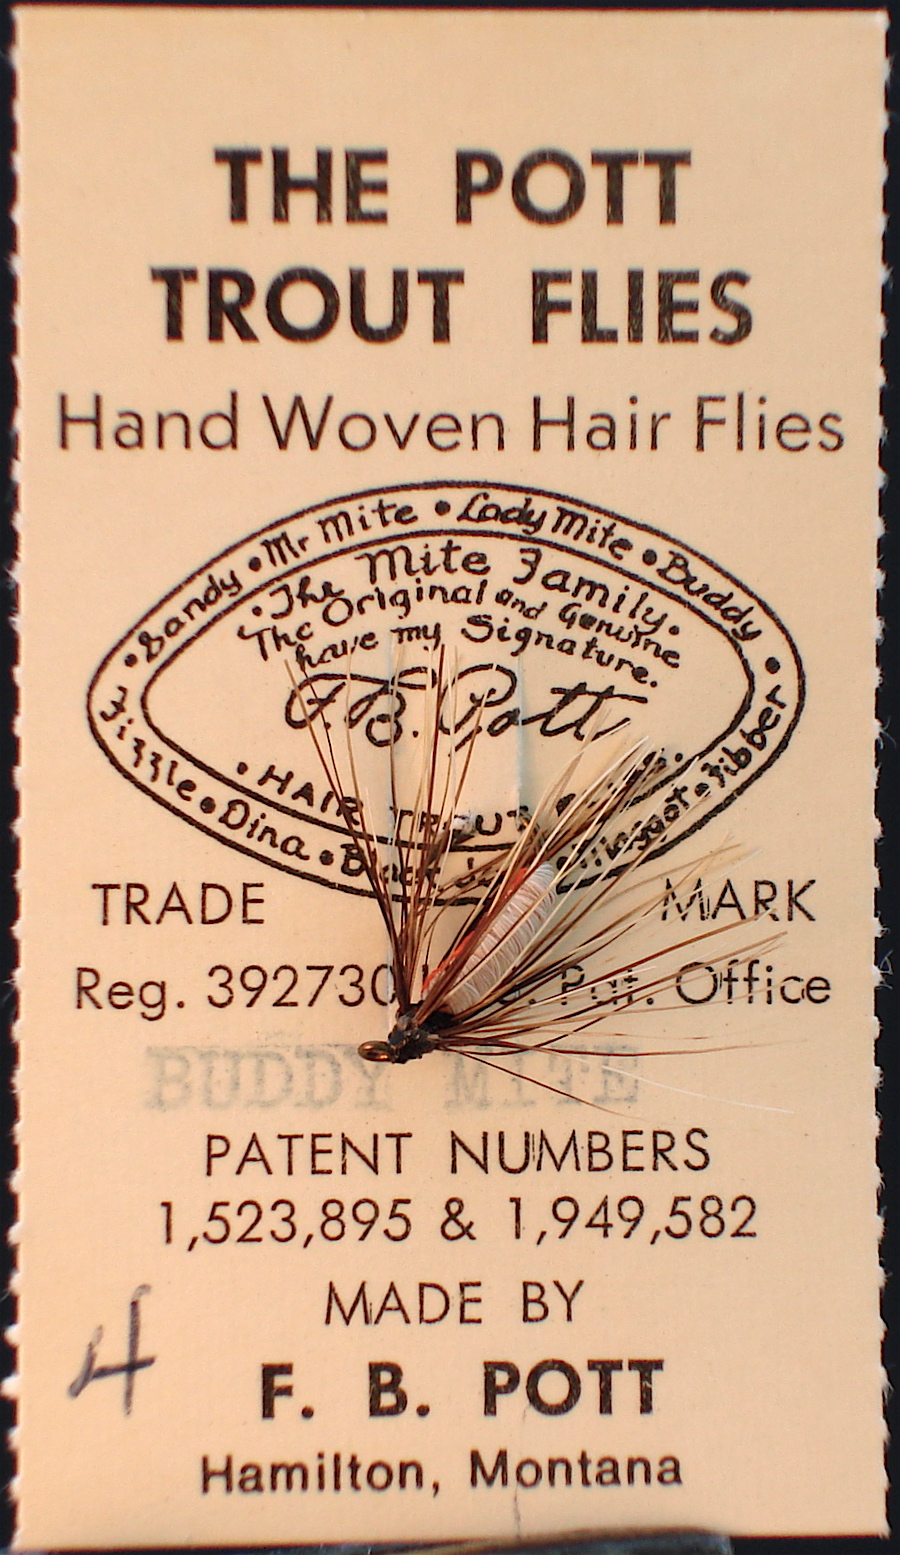 THE POTT
TROUT FLIES
Hand Woven Hair Flies
• Sandy • Mr Mite • Lady Mite • Buddy •
Fizzle • Dina •
• Fibber
• The Mite Family.
The Original and Genuine
have my Signature.
F.B. Pott
• HAIR TROUT
TRADE MARK
Reg. 392730 Pat. Office
BUDDY MITE
PATENT NUMBERS
1,523,895 & 1,949,582
MADE BY
4
F. B. POTT
Hamilton, Montana